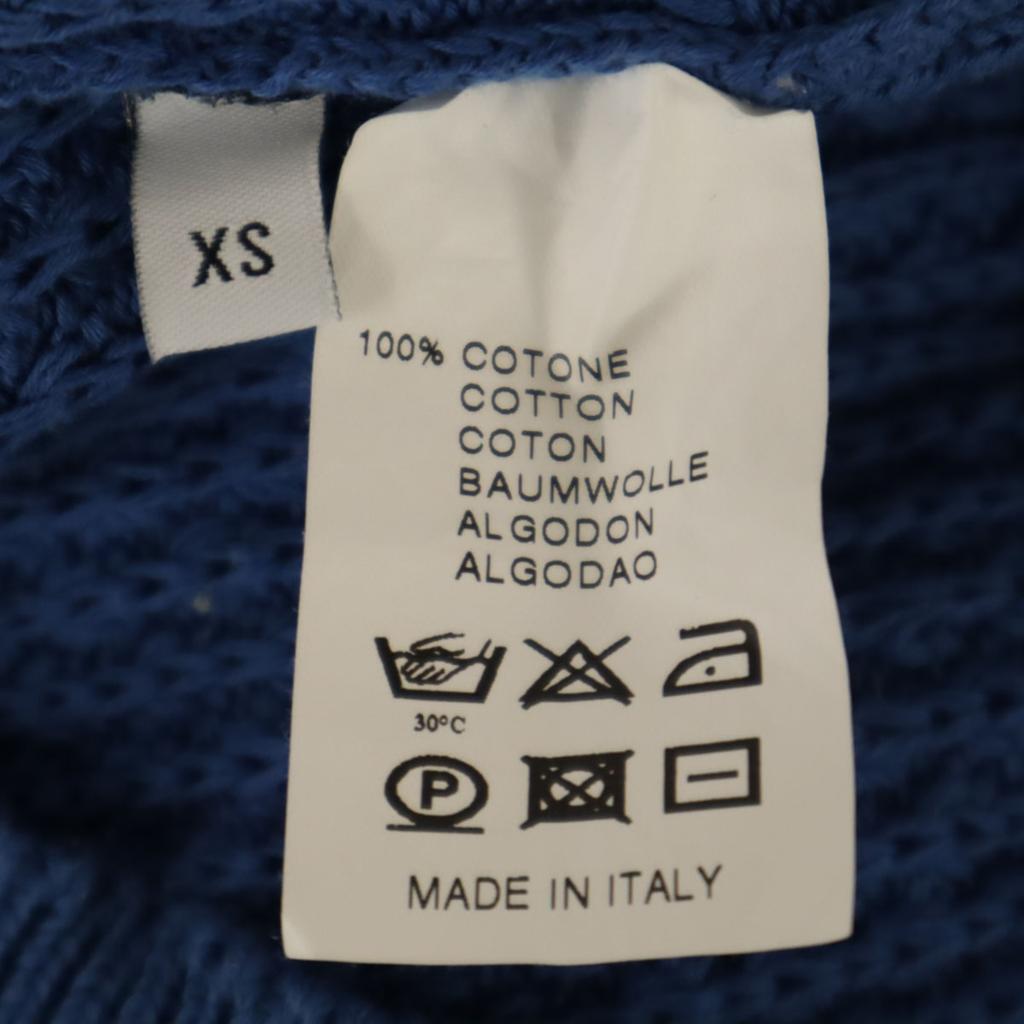 XS
100% COTONE
COTTON
COTON
BAUMWOLLE
ALGODON
ALGODAO
30°C
P
MADE IN ITALY